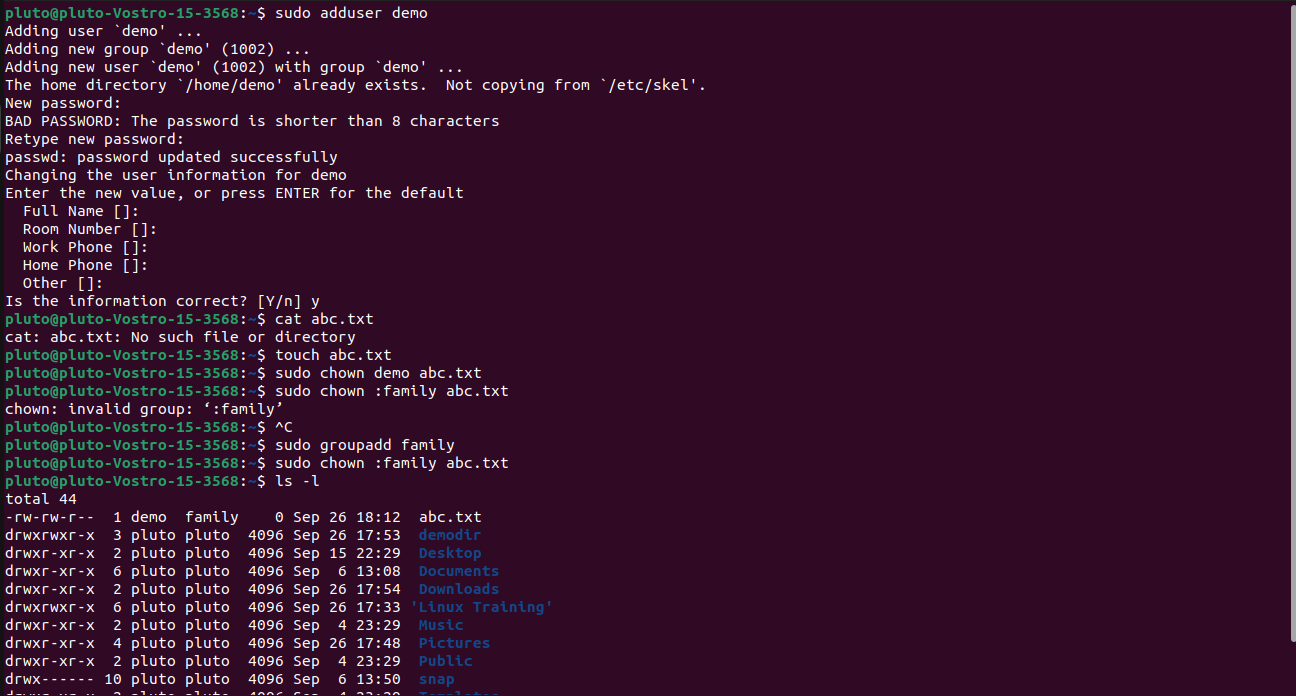 pluto@pluto-Vostro-15-3568:~$ sudo adduser demo
Adding user `demo' ...
Adding new group `demo' (1002) ...
Adding new user `demo' (1002) with group `demo' ...
The home directory `/home/demo' already exists.  Not copying from `/etc/skel'.
New password:
BAD PASSWORD: The password is shorter than 8 characters
Retype new password:
passwd: password updated successfully
Changing the user information for demo
Enter the new value, or press ENTER for the default
  Full Name []:
  Room Number []:
  Work Phone []:
  Home Phone []:
  Other []:
Is the information correct? [Y/n] y
pluto@pluto-Vostro-15-3568:~$ cat abc.txt
cat: abc.txt: No such file or directory
pluto@pluto-Vostro-15-3568:~$ touch abc.txt
pluto@pluto-Vostro-15-3568:~$ sudo chown demo abc.txt
pluto@pluto-Vostro-15-3568:~$ sudo chown :family abc.txt
chown: invalid group: ‘:family’
pluto@pluto-Vostro-15-3568:~$ ^C
pluto@pluto-Vostro-15-3568:~$ sudo groupadd family
pluto@pluto-Vostro-15-3568:~$ sudo chown :family abc.txt
pluto@pluto-Vostro-15-3568:~$ ls -l
total 44
-rw-rw-r--  1 demo  family    0 Sep 26 18:12  abc.txt
drwxrwxr-x  3 pluto pluto  4096 Sep 26 17:53  demodir
drwxr-xr-x  2 pluto pluto  4096 Sep 15 22:29  Desktop
drwxr-xr-x  6 pluto pluto  4096 Sep  6 13:08  Documents
drwxr-xr-x  2 pluto pluto  4096 Sep 26 17:54  Downloads
drwxrwxr-x  6 pluto pluto  4096 Sep 26 17:33 'Linux Training'
drwxr-xr-x  2 pluto pluto  4096 Sep  4 23:29  Music
drwxr-xr-x  4 pluto pluto  4096 Sep 26 17:48  Pictures
drwxr-xr-x  2 pluto pluto  4096 Sep  4 23:29  Public
drwx------ 10 pluto pluto  4096 Sep  6 13:50  snap